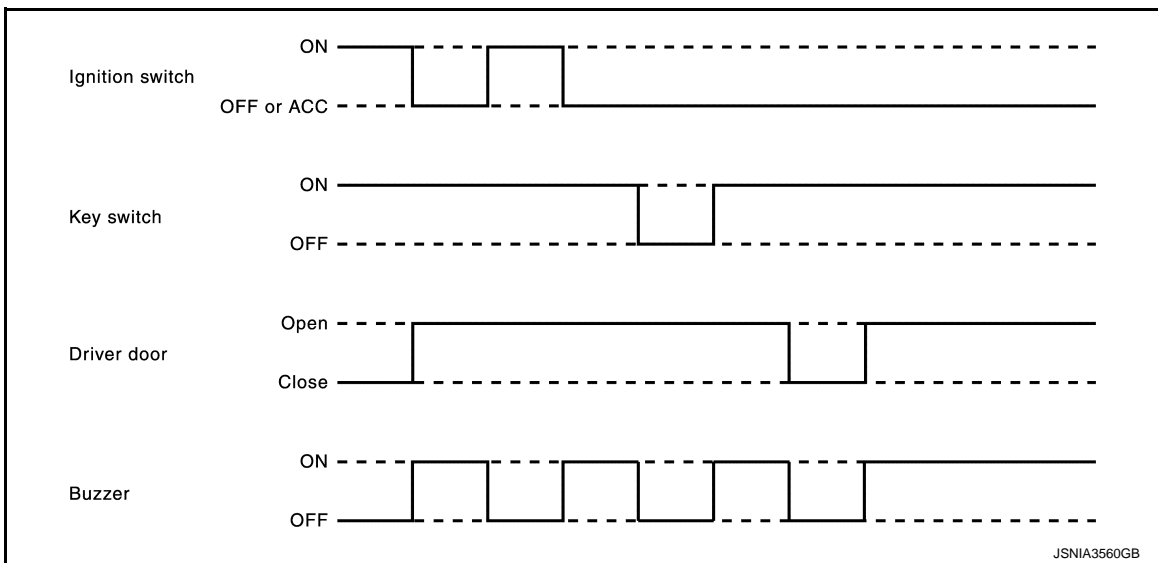 ON
Ignition switch
OFF or ACC
ON
Key switch
OFF
Open
Driver door
Close
ON
Buzzer
OFF
JSNIA3560GB